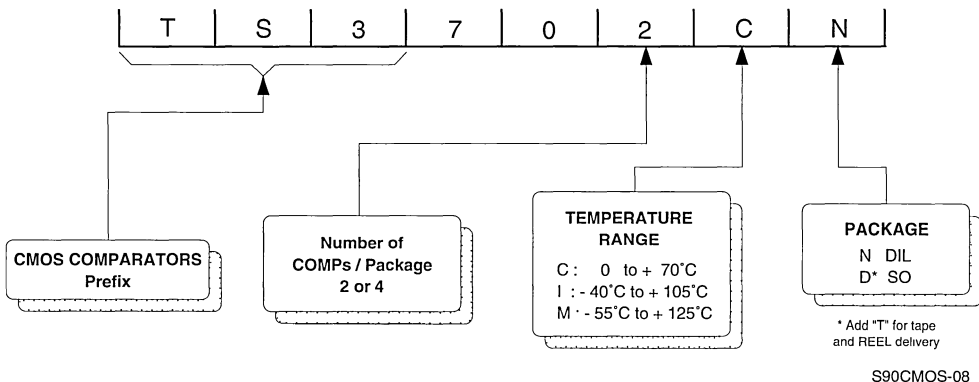 T S 3 7 0 2 C N
CMOS COMPARATORS
Prefix
Number of
COMPs / Package
2 or 4
TEMPERATURE
RANGE
C : 0 to + 70°C
I : - 40°C to + 105°C
M · - 55°C to + 125°C
PACKAGE
N DIL
D* SO
* Add "T" for tape
and REEL delivery
S90CMOS-08